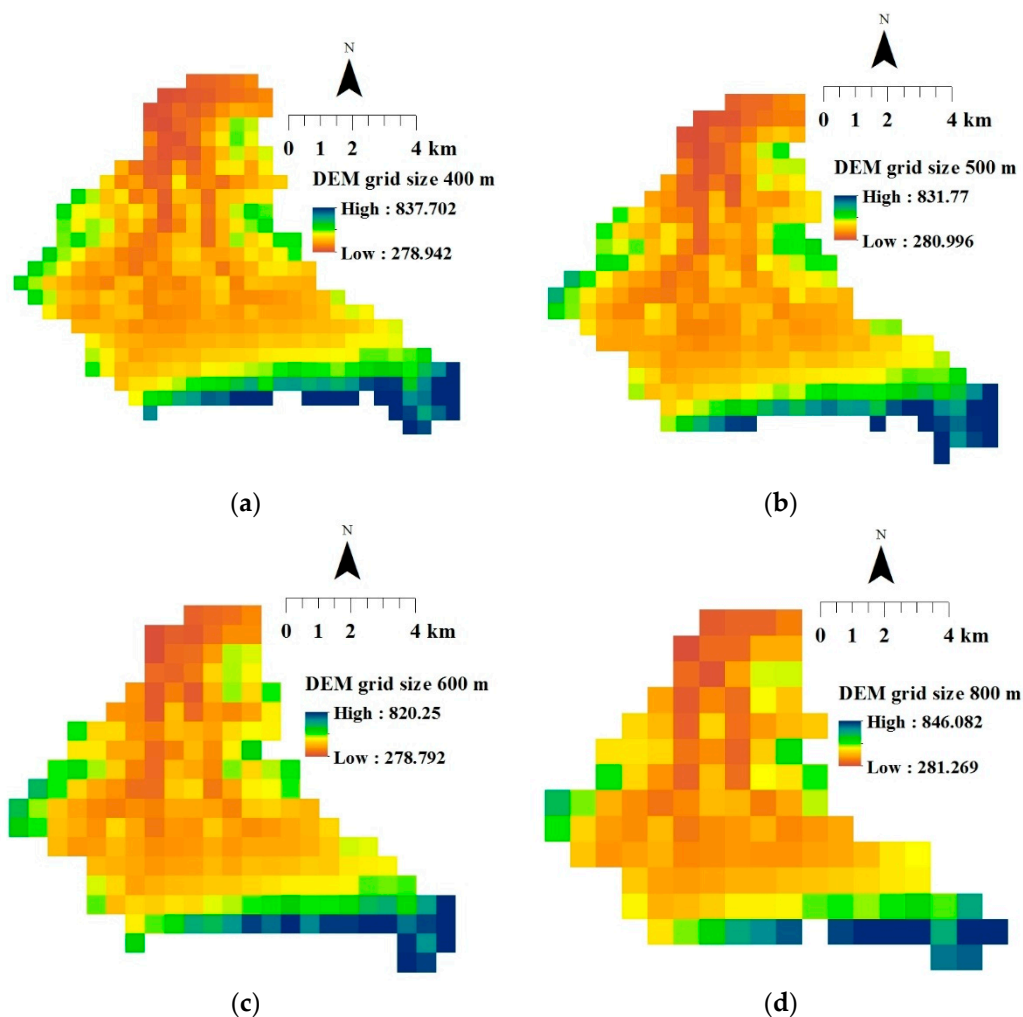 N
0 1 2 4 km
DEM grid size 400 m
High : 837.702
Low : 278.942
(a)
N
0 1 2 4 km
DEM grid size 500 m
High : 831.77
Low : 280.996
(b)
N
0 1 2 4 km
DEM grid size 600 m
High : 820.25
Low : 278.792
(c)
N
0 1 2 4 km
DEM grid size 800 m
High : 846.082
Low : 281.269
(d)